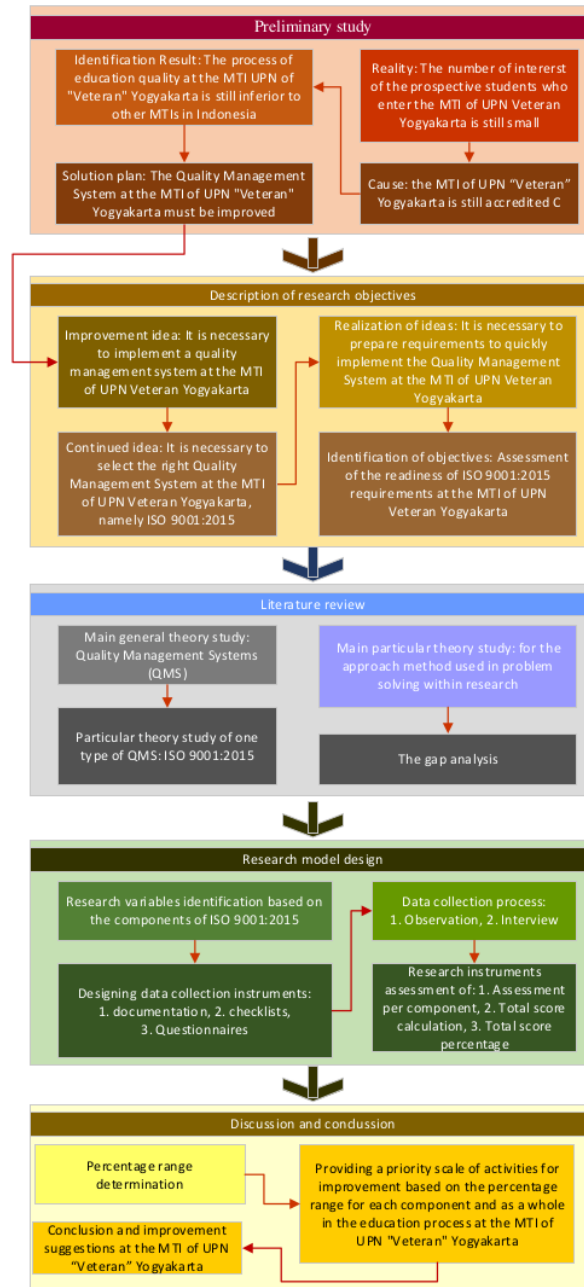 Preliminary study
Identification Result: The process of
education quality at the MTI UPN of
"Veteran" Yogyakarta is still inferior to
other MTIs in Indonesia
Reality: The number of intererst
of the prospective students who
enter the MTI of UPN Veteran
Yogyakarta is still small
Solution plan: The Quality Management
System at the MTI of UPN "Veteran"
Yogyakarta must be improved
Cause: the MTI of UPN “Veteran”
Yogyakarta is still accredited C
Description of research objectives
Improvement idea: It is necessary
to implement a quality
management system at the MTI
of UPN Veteran Yogyakarta
Realization of ideas: It is necessary to
prepare requirements to quickly
implement the Quality Management
System at the MTI of UPN Veteran
Yogyakarta
Continued idea: It is necessary to
select the right Quality
Management System at the MTI
of UPN Veteran Yogyakarta,
namely ISO 9001:2015
Identification of objectives: Assessment
of the readiness of ISO 9001:2015
requirements at the MTI of UPN
Veteran Yogyakarta
Literature review
Main general theory study:
Quality Management Systems
(QMS)
Main particular theory study: for the
approach method used in problem
solving within research
Particular theory study of one
type of QMS: ISO 9001:2015
The gap analysis
Research model design
Research variables identification based on
the components of ISO 9001:2015
Data collection process:
1. Observation, 2. Interview
Designing data collection instruments:
1. documentation, 2. checklists,
3. Questionnaires
Research instruments
assessment of: 1. Assessment
per component, 2. Total score
calculation, 3. Total score
percentage
Discussion and condussion
Percentage range
determination
Providing a priority scale of activities for
improvement based on the percentage
range for each component and as a whole
in the education process at the MTI of
UPN "Veteran" Yogyakarta
Conclusion and improvement
suggestions at the MTI of UPN
“Veteran” Yogyakarta